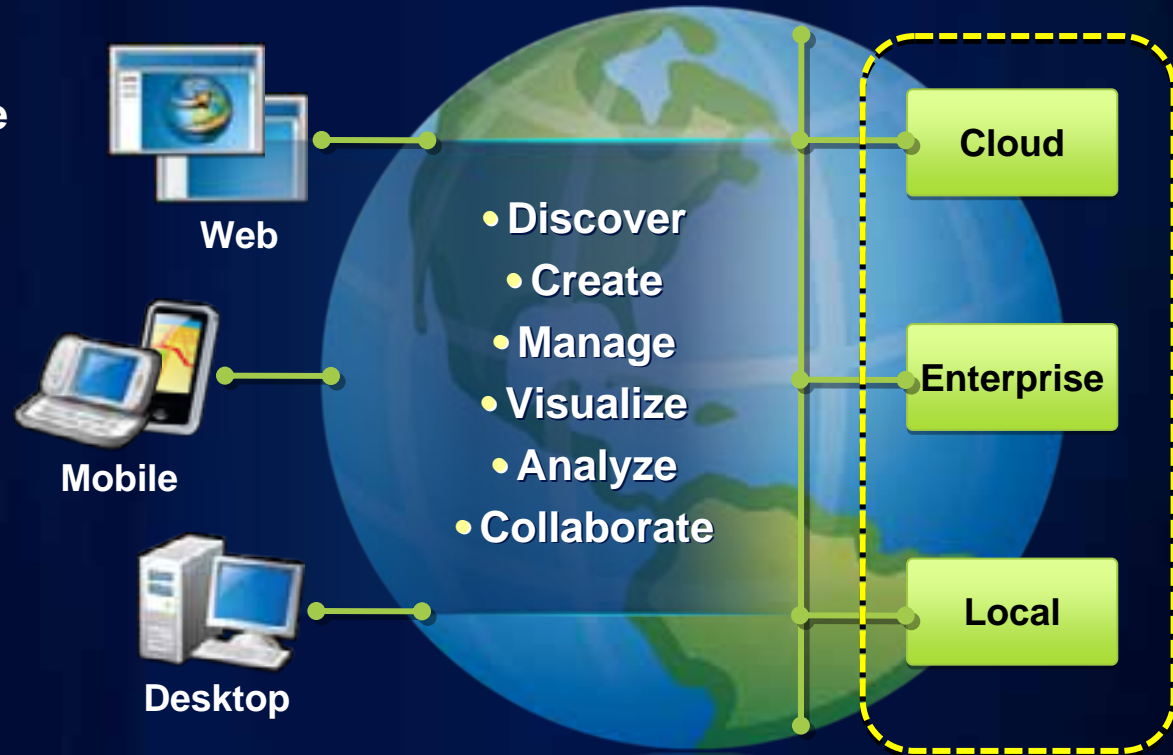 e
Web
Mobile
Desktop
• Discover
• Create
• Manage
• Visualize
• Analyze
• Collaborate
Cloud
Enterprise
Local